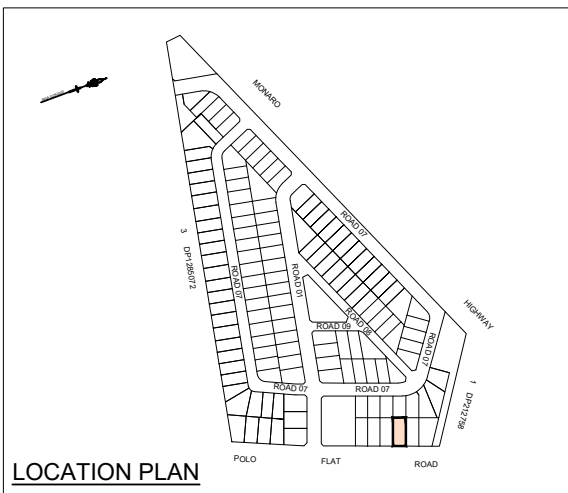 MONARO
ROAD 07
3
DP1285072
ROAD 07
ROAD 01
ROAD 08
ROAD 09
HIGHWAY
ROAD 07
ROAD 07
ROAD 07
1
DP212758
POLO
FLAT
ROAD
LOCATION PLAN